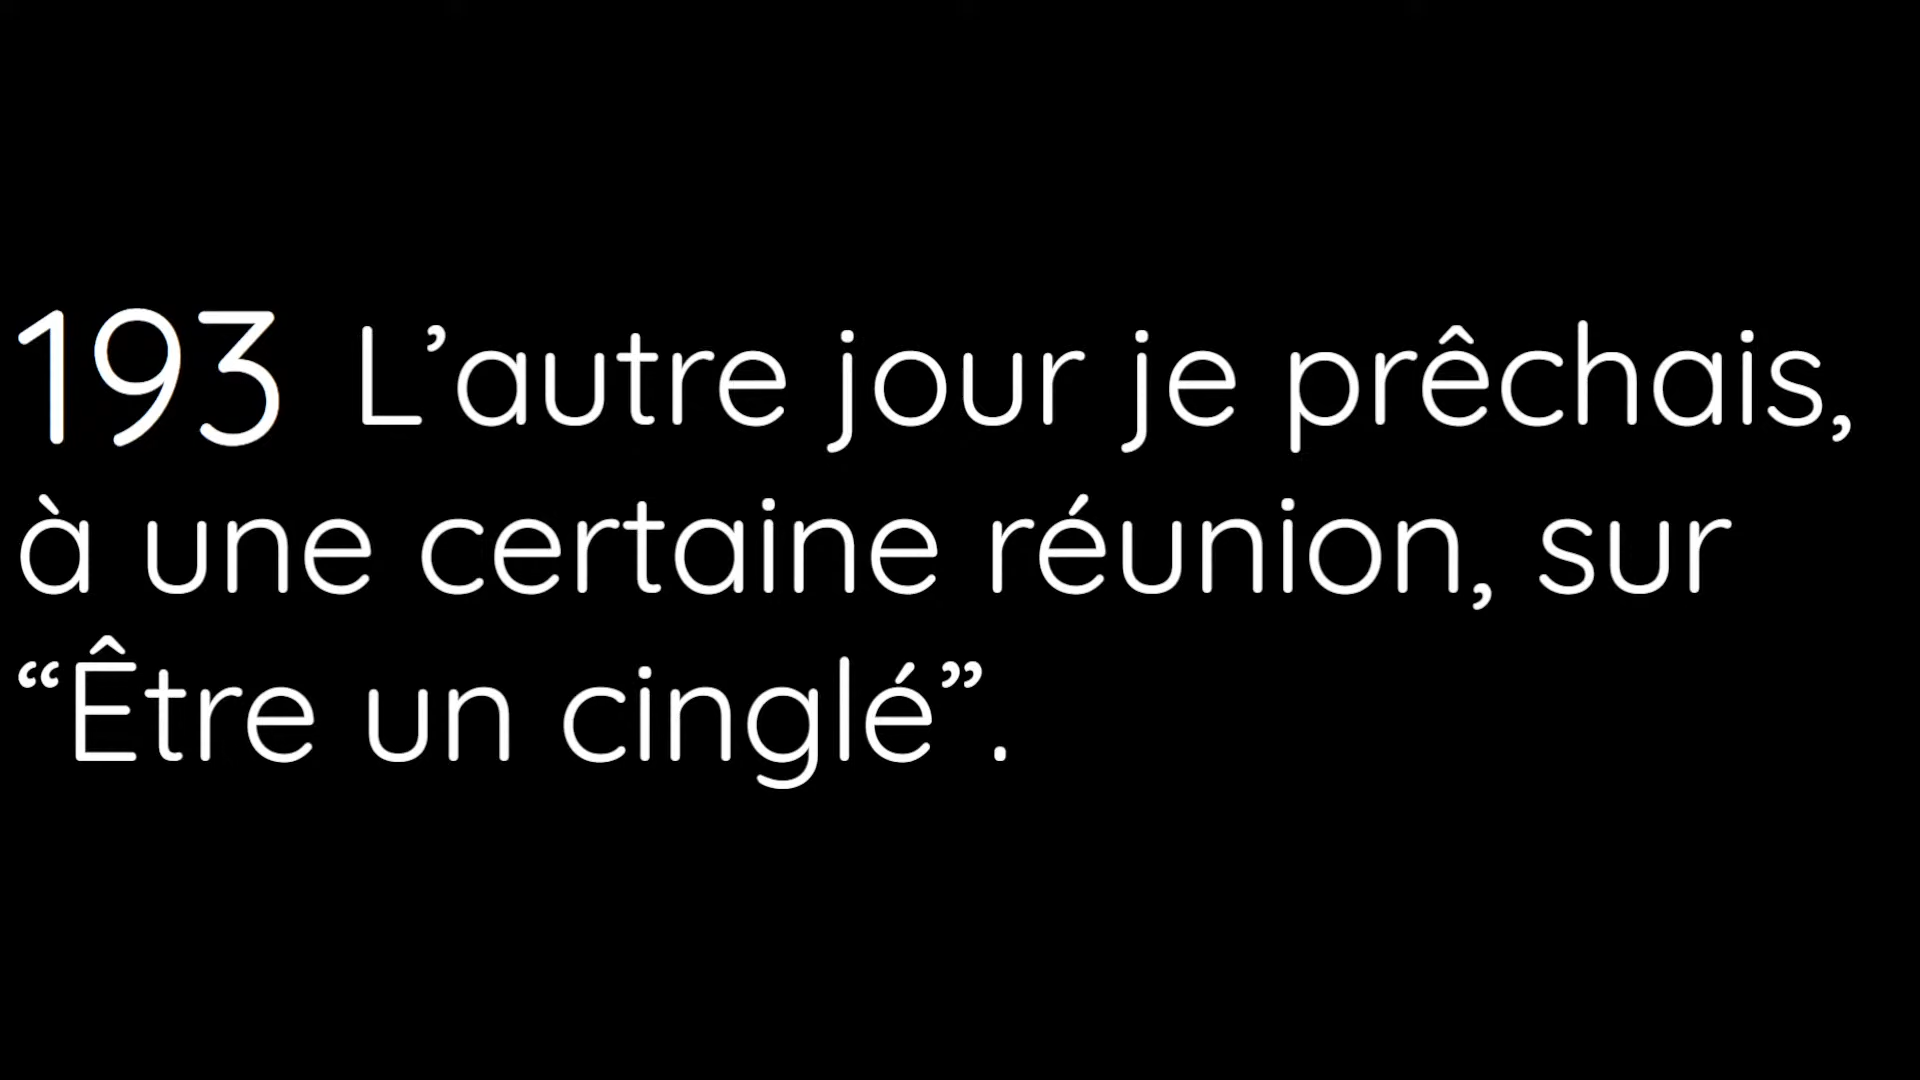 193 L’autre jour je prêchais,
à une certaine réunion, sur
“Être un cinglé”.